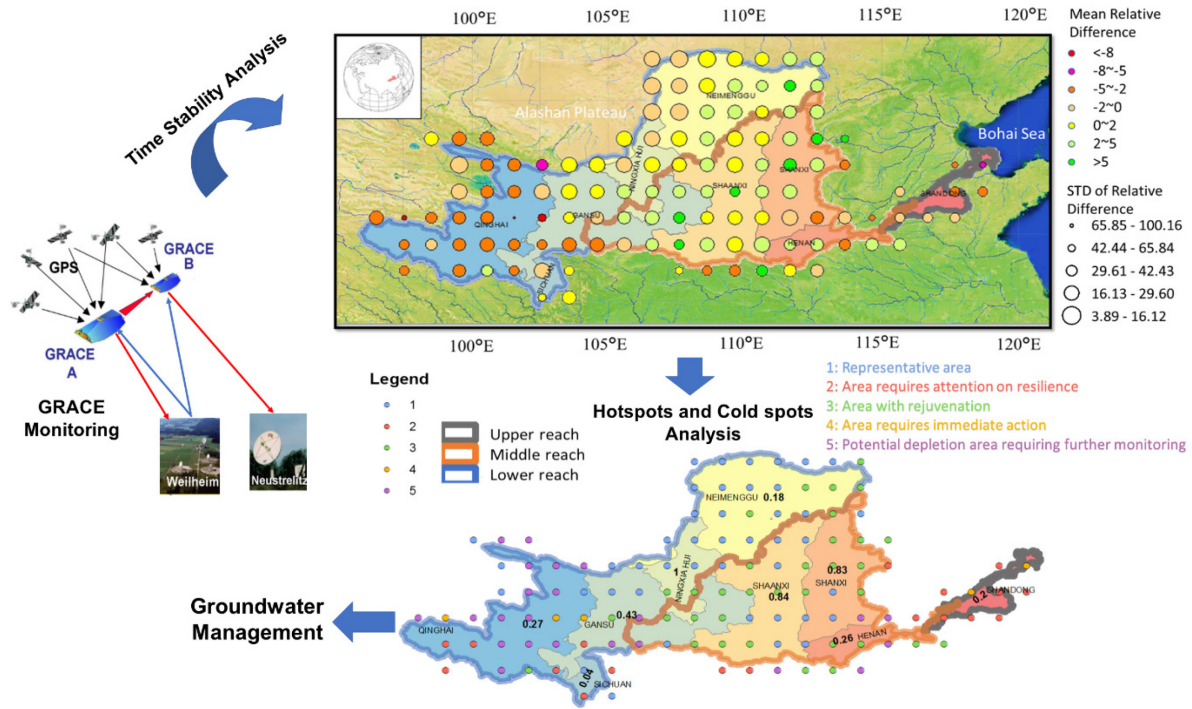 Time Stability Analysis
100°E 105°E 110°E 115°E 120°E
Alashan Plateau
NEIMENGGU
NINGXIA HUI
Bohai Sea
SHAANXI
SHANXI
SHANDONG
QINGHAI
GANSU
HENAN
SICHUAN
100°E 105°E 110°E 115°E 120°E
Mean Relative
Difference
<-8
-8~-5
-5~-2
-2~0
0~2
2~5
>5
STD of Relative
Difference
65.85 - 100.16
42.44 - 65.84
29.61 - 42.43
16.13 - 29.60
3.89 - 16.12
GPS
GRACE
B
GRACE
A
GRACE
Monitoring
Weilheim
Neustrelitz
Legend
1
2
3
4
5
Upper reach
Middle reach
Lower reach
Hotspots and Cold spots
Analysis
1: Representative area
2: Area requires attention on resilience
3: Area with rejuvenation
4: Area requires immediate action
5: Potential depletion area requiring further monitoring
NEIMENGGU 0.18
1
NINGXIA HUI
0.83
SHANXI
SHAANXI
0.84
SHANDONG
0.2
0.43
GANSU
0.27
QINGHAI
0.26 HENAN
0.04
SICHUAN
Groundwater
Management